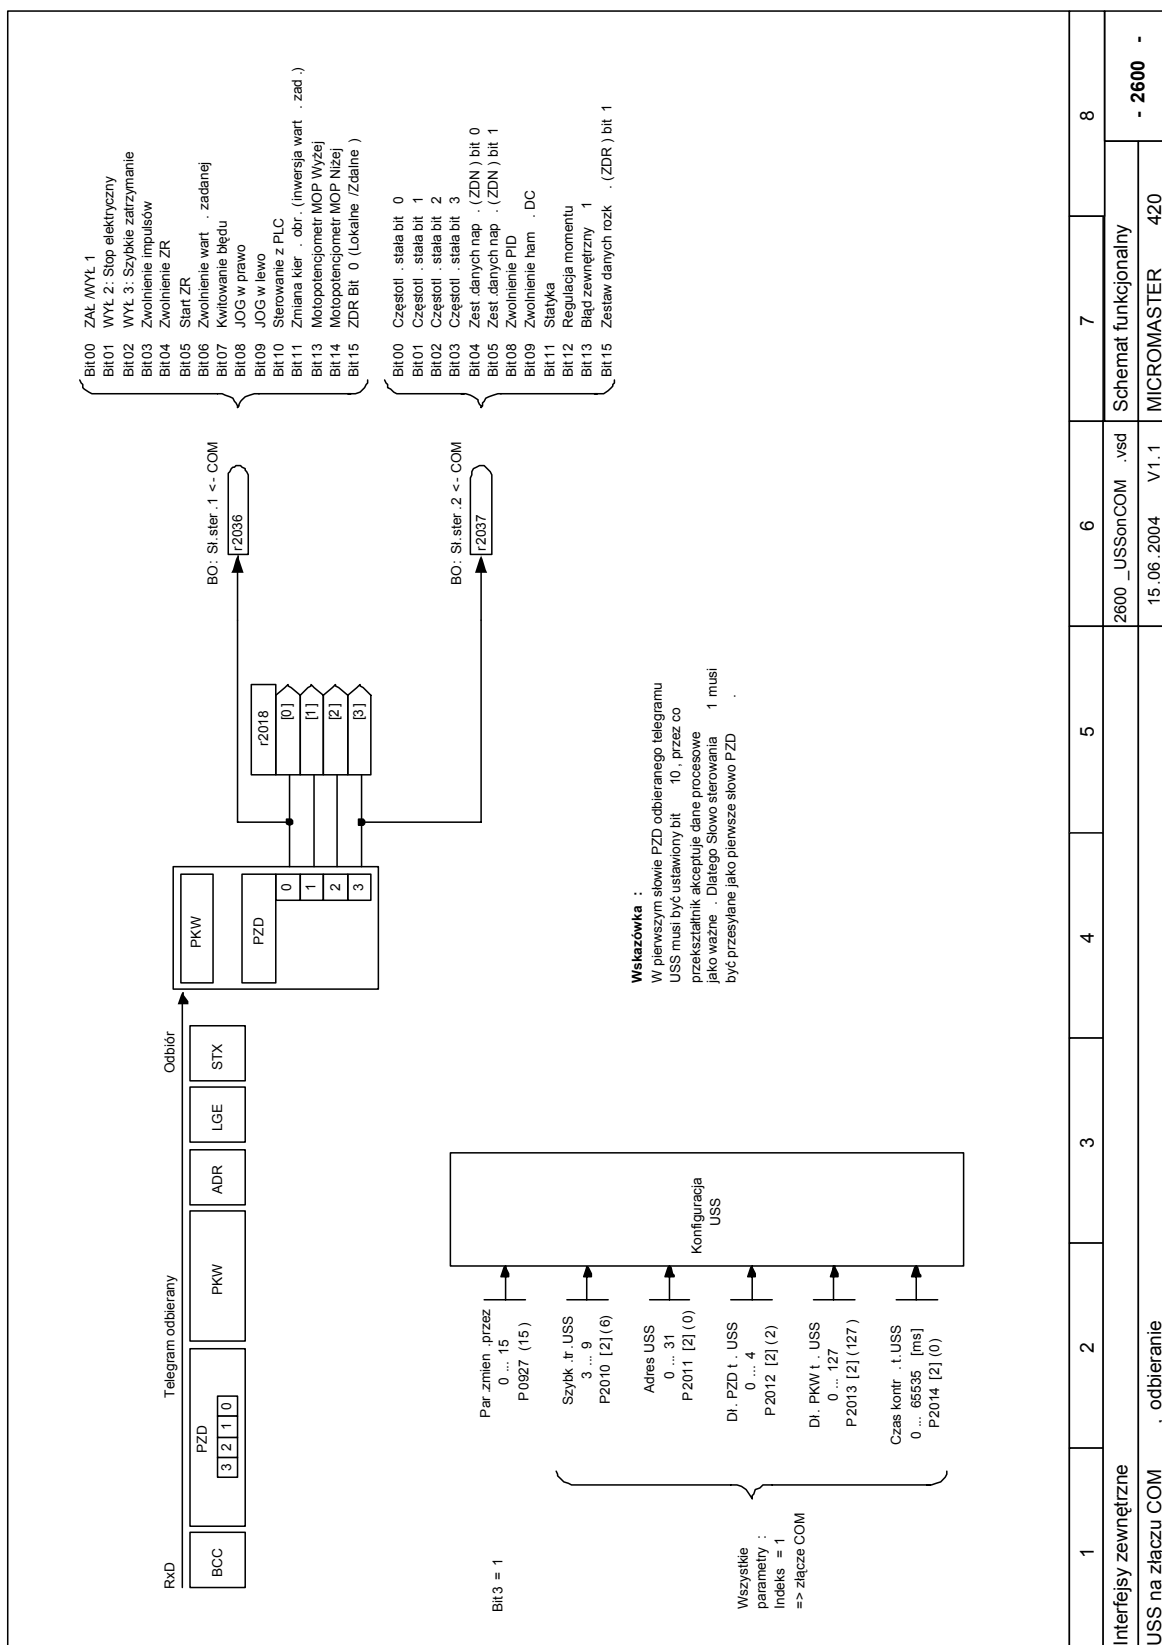 RxD
Telegram odbierany
Odbiór
BCC
PZD
3 2 1 0
PKW
ADR
LGE
STX
PKW
PZD
0
1
2
3
r2018
[0]
[1]
[2]
[3]
BO: Sł.ster .1 <- COM
r2036
BO: Sł.ster .2 <- COM
r2037
Bit00 ZAŁ /WYŁ 1
Bit01 WYŁ 2: Stop elektryczny
Bit02 WYŁ 3: Szybkie zatrzymanie
Bit03 Zwolnienie impulsów
Bit04 Zwolnienie ZR
Bit05 Start ZR
Bit06 Zwolnienie wart . zadanej
Bit07 Kwitowanie błędu
Bit08 JOG w prawo
Bit09 JOG w lewo
Bit10 Sterowanie z PLC
Bit11 Zmiana kier . obr . (inwersja wart . zad .)
Bit13 Motopotencjometr MOP Wyżej
Bit14 Motopotencjometr MOP Niżej
Bit15 ZDR Bit 0 (Lokalne /Zdalne )
Bit00 Częstotl . stała bit 0
Bit01 Częstotl . stała bit 1
Bit02 Częstotl . stała bit 2
Bit03 Częstotl . stała bit 3
Bit04 Zest .danych nap . (ZDN ) bit 0
Bit05 Zest .danych nap . (ZDN ) bit 1
Bit08 Zwolnienie PID
Bit09 Zwolnienie ham . DC
Bit11 Statyka
Bit12 Regulacja momentu
Bit13 Błąd zewnętrzny 1
Bit15 Zestaw danych rozk . (ZDR ) bit 1
Bit3 = 1
Par .zmien .przez
0 ... 15
P0927 (15 )
Szybk .tr .USS
3 ... 9
P2010 [2] (6)
Adres USS
0 ... 31
P2011 [2] (0)
Dł. PZD t . USS
0 ... 4
P2012 [2] (2)
Dł. PKW t . USS
0 ... 127
P2013 [2] (127 )
Czas kontr . t.USS
0 ... 65535 [ms]
P2014 [2] (0)
Konfiguracja
USS
Wszystkie
parametry :
Indeks = 1
=> złącze COM
Wskazówka :
W pierwszym słowie PZD odbieranego telegramu
USS musi być ustawiony bit 10 , przez co
przekształtnik akceptuje dane procesowe
jako ważne . Dlatego Słowo sterowania 1 musi
być przesyłane jako pierwsze słowo PZD .
1 2 3 4 5 6 7 8
Interfejsy zewnętrzne
2600 _USSonCOM .vsd
Schemat funkcjonalny
- 2600 -
USS na złączu COM , odbieranie
15.06.2004 V1.1
MICROMASTER 420